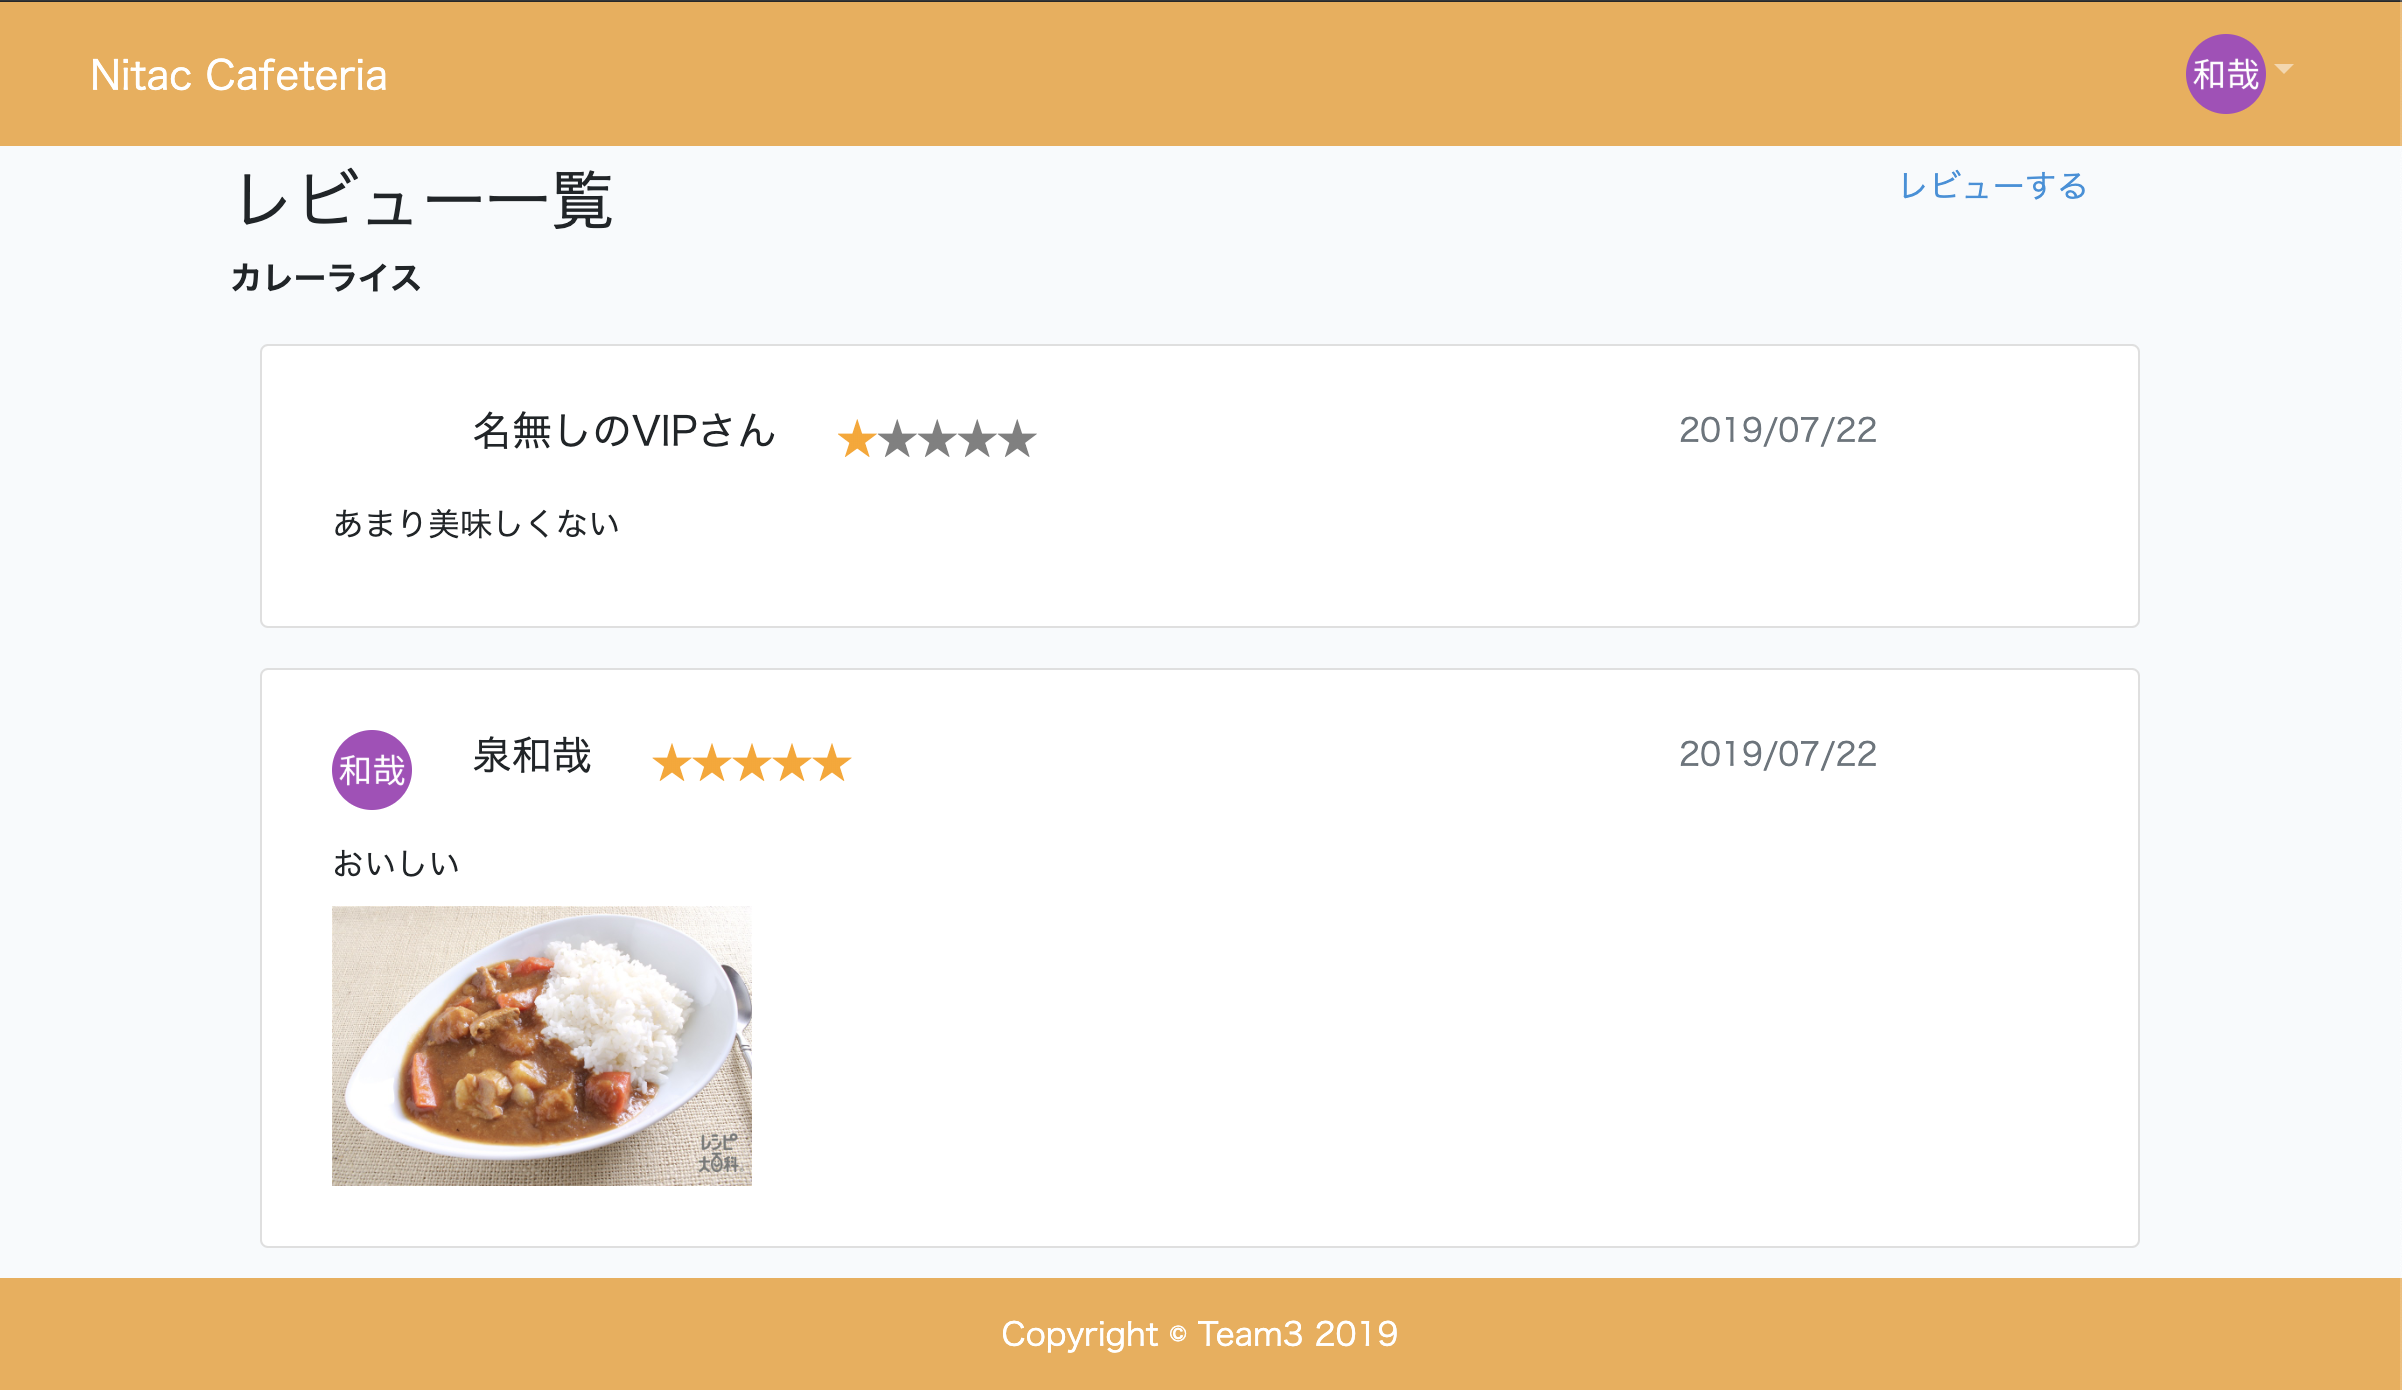 Nitac Cafeteria
和哉
レビュー一覧
レビューする
カレーライス
名無しのVIPさん ★★★★★ 2019/07/22
あまり美味しくない
和哉 泉和哉 ★★★★★ 2019/07/22
おいしい
レシピ
大百科
Copyright © Team3 2019